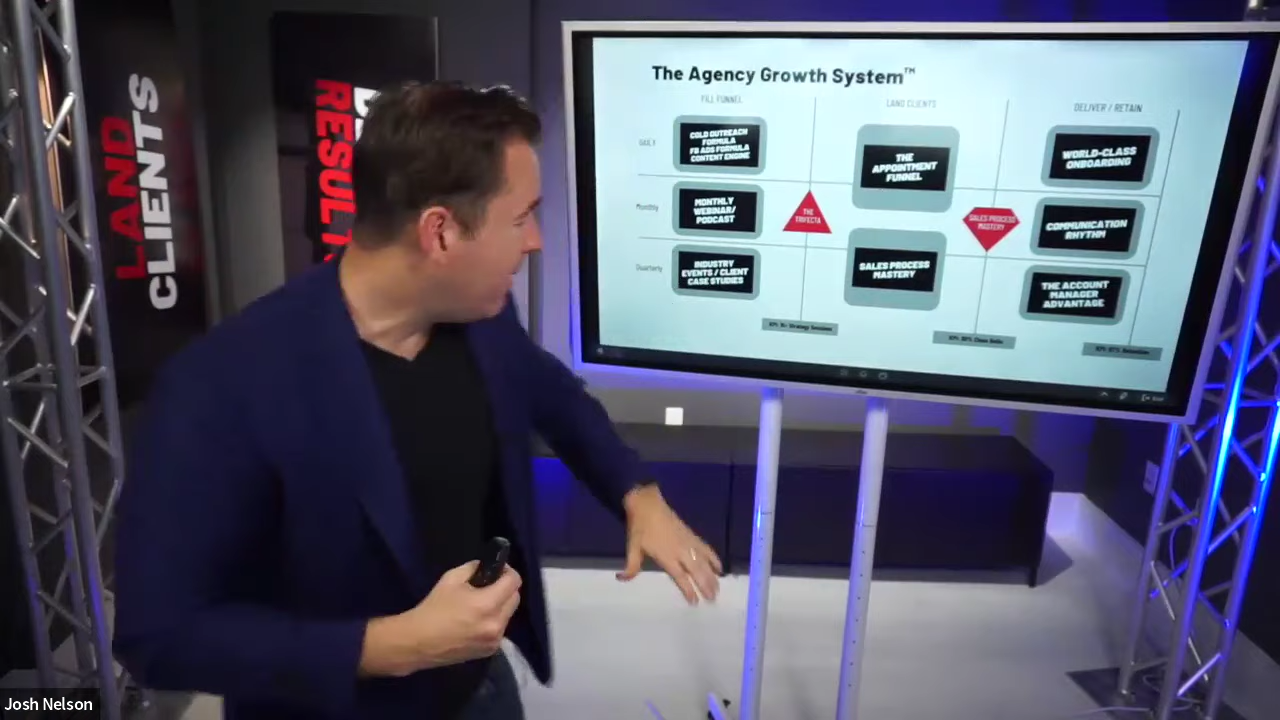 LAND
CLIENTS
RESULT
The Agency Growth System™
FILL FUNNEL
LAND CLIENTS
DELIVER / RETAIN
DAILY
COLD OUTREACH
FORMULA
FB ADS FORMULA
CONTENT ENGINE
THE
APPOINTMENT
FUNNEL
WORLD-CLASS
ONBOARDING
Monthly
MONTHLY
WEBINAR/
PODCAST
THE
TRIFECTA
SALES PROCESS
MASTERY
COMMUNICATION
RHYTHM
Quarterly
INDUSTRY
EVENTS / CLIENT
CASE STUDIES
SALES PROCESS
MASTERY
THE ACCOUNT
MANAGER
ADVANTAGE
Strategy Sessions
Josh Nelson